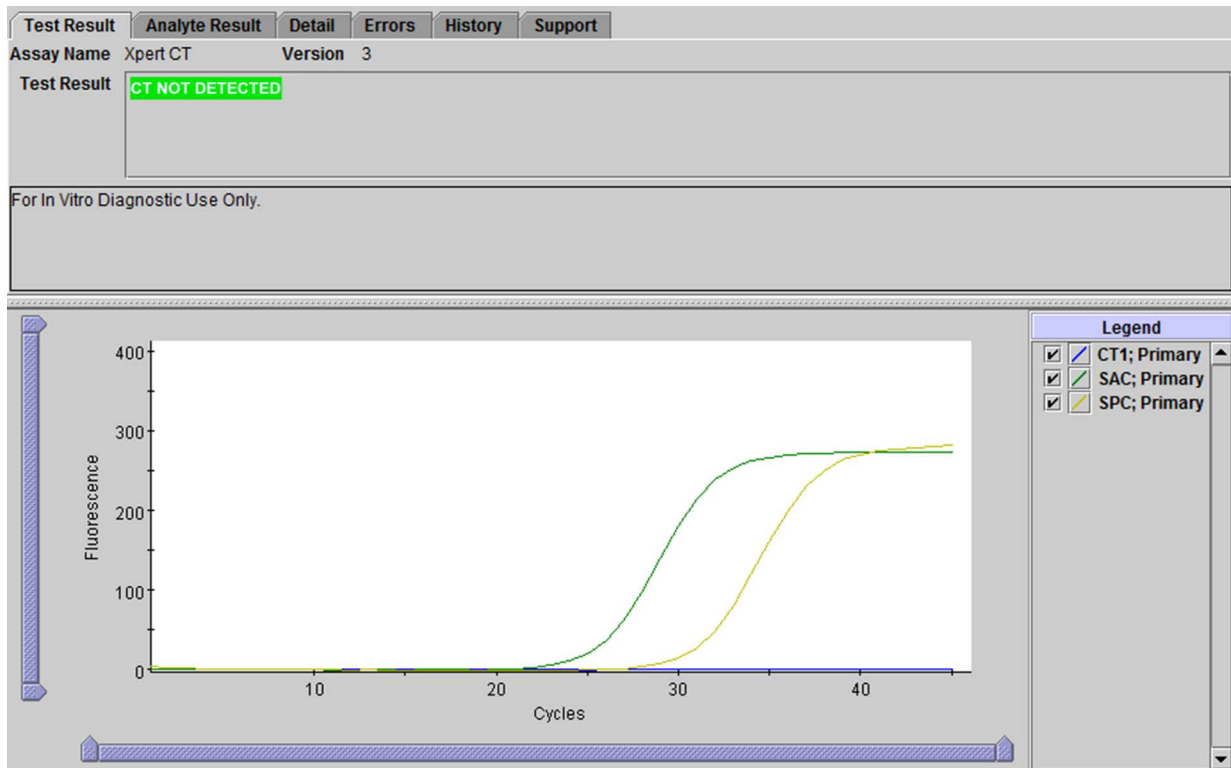 Test Result Analyte Result Detail Errors History Support
Assay Name Xpert CT Version 3
Test Result CT NOT DETECTED
For In Vitro Diagnostic Use Only.
Legend
CT1; Primary
SAC; Primary
SPC; Primary
400
300
200
100
0
Fluorescence
10 20 30 40
Cycles